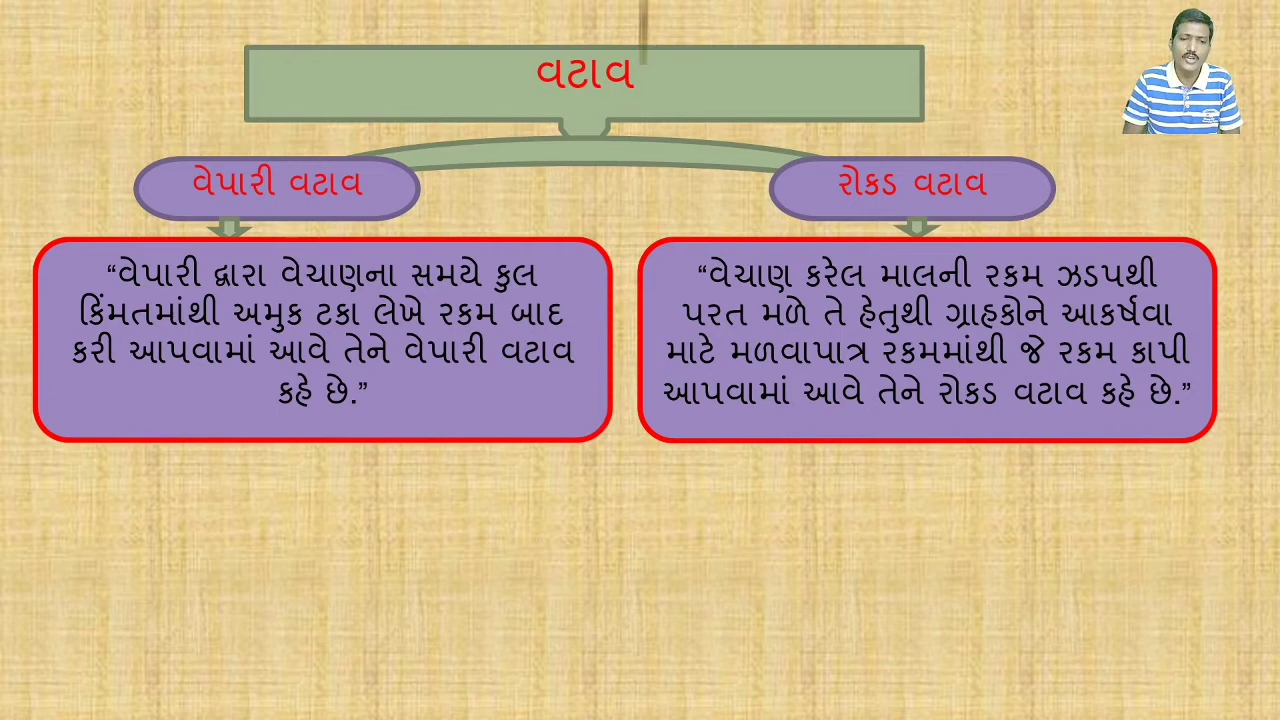 વટાવ
વેપારી વટાવ
રોકડ વટાવ
“વેપારી દ્વારા વેચાણના સમયે કુલ
કિંમતમાંથી અમુક ટકા લેખે રકમ બાદ
કરી આપવામાં આવે તેને વેપારી વટાવ
કહે છે.”
“વેચાણ કરેલ માલની રકમ ઝડપથી
પરત મળે તે હેતુથી ગ્રાહકોને આકર્ષવા
માટે મળવાપાત્ર રકમમાંથી જે રકમ કાપી
આપવામાં આવે તેને રોકડ વટાવ કહે છે.”